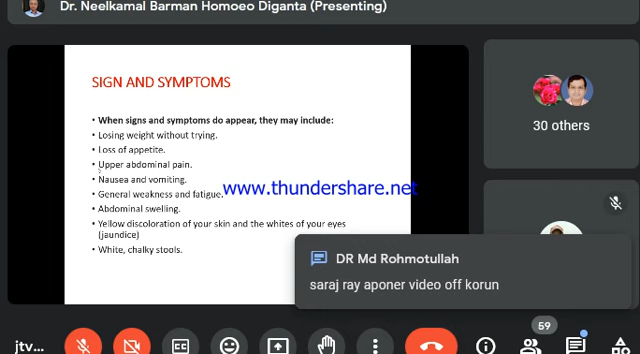 Dr. Neelkamal Barman Homoeo Diganta (Presenting)
SIGN AND SYMPTOMS
• When signs and symptoms do appear, they may include:
• Losing weight without trying.
• Loss of appetite.
• Upper abdominal pain.
• Nausea and vomiting.
• General weakness and fatigue.
• Abdominal swelling.
• Yellow discoloration of your skin and the whites of your eyes
(jaundice)
• White, chalky stools.
www.thundershare.net
30 others
DR Md Rohmotullah
saraj ray aponer video off korun
59
jtv...
CC